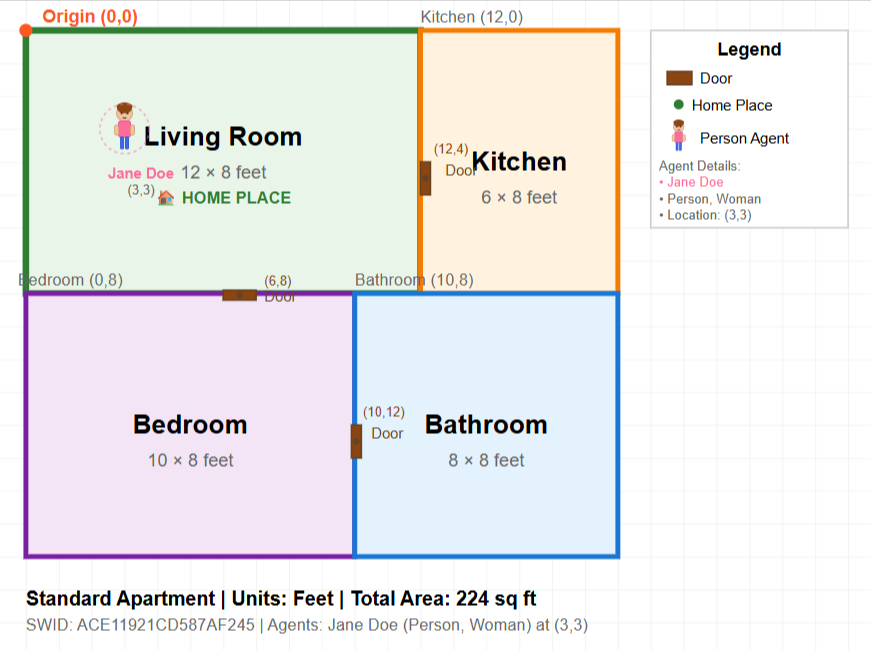 Origin (0,0)
Kitchen (12,0)
Living Room
Jane Doe 12 × 8 feet
(3,3)
HOME PLACE
(12,4)
Door
Kitchen
6 × 8 feet
Legend
Door
Home Place
Person Agent
Agent Details:
• Jane Doe
• Person, Woman
• Location: (3,3)
Bedroom (0,8)
(6,8)
Door
Bathroom (10,8)
Bedroom
10 × 8 feet
(10,12)
Door
Bathroom
8 × 8 feet
Standard Apartment | Units: Feet | Total Area: 224 sq ft
SWID: ACE11921CD587AF245 | Agents: Jane Doe (Person, Woman) at (3,3)